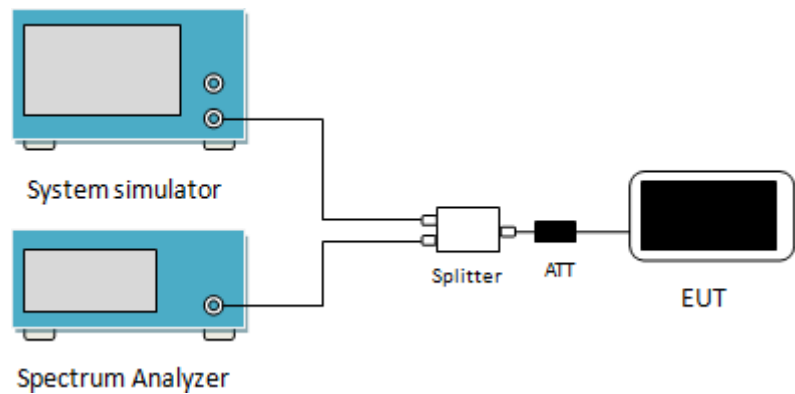 System simulator
Splitter
ATT
EUT
Spectrum Analyzer